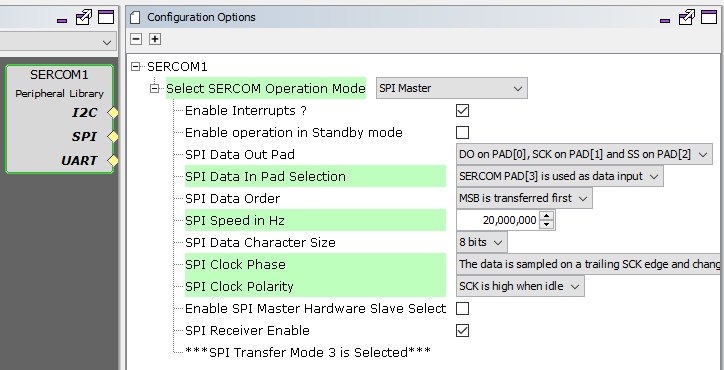 Configuration Options
SERCOM1
Peripheral Library
I2C
SPI
UART
SERCOM1
Select SERCOM Operation Mode SPI Master
Enable Interrupts ?
Enable operation in Standby mode
SPI Data Out Pad DO on PAD[0], SCK on PAD[1] and SS on PAD[2]
SPI Data In Pad Selection SERCOM PAD[3] is used as data input
SPI Data Order MSB is transferred first
SPI Speed in Hz 20,000,000
SPI Data Character Size 8 bits
SPI Clock Phase The data is sampled on a trailing SCK edge and chang
SPI Clock Polarity SCK is high when idle
Enable SPI Master Hardware Slave Select
SPI Receiver Enable
***SPI Transfer Mode 3 is Selected***